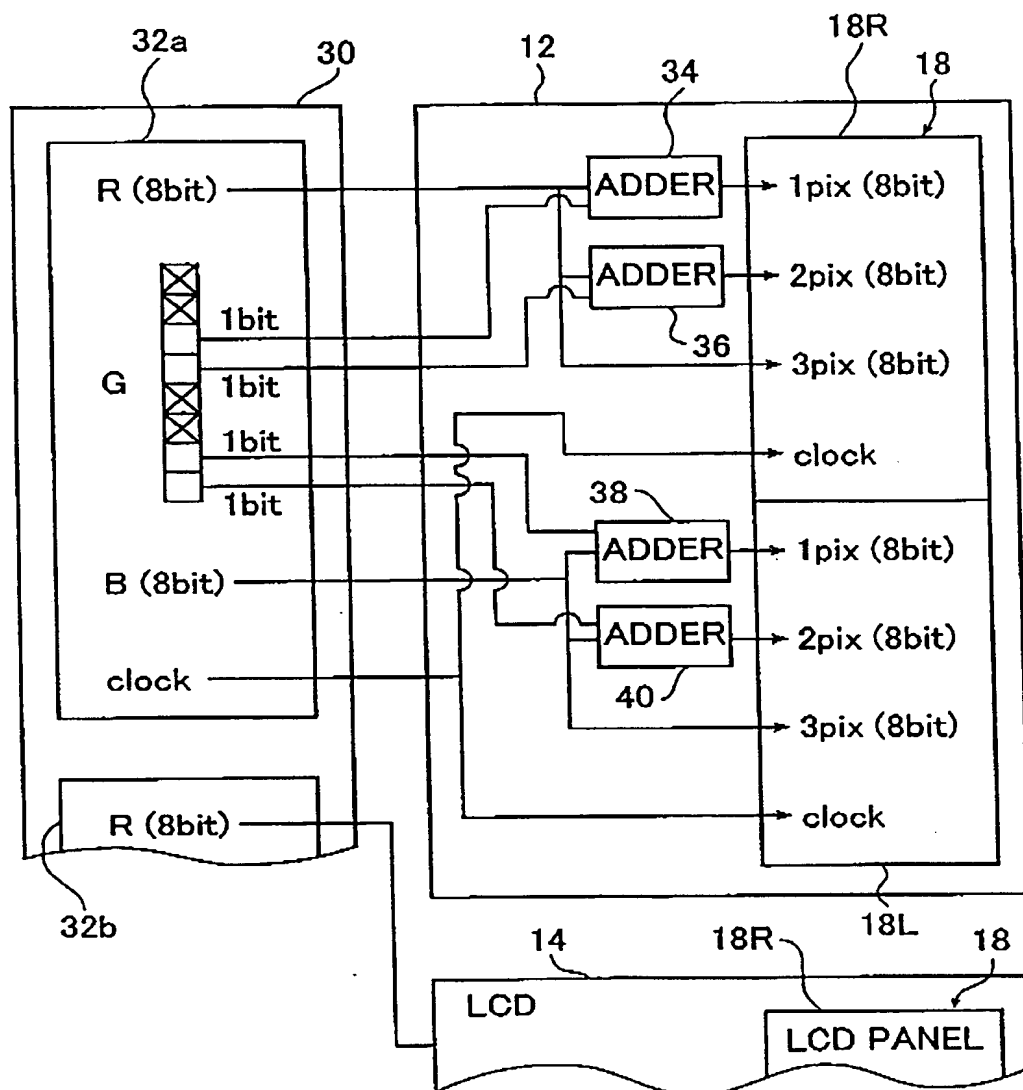 32a
30
12
18R
18
34
R (8bit)
ADDER
1pix (8bit)
ADDER
2pix (8bit)
1bit
36
G
1bit
3pix (8bit)
1bit
clock
1bit
38
ADDER
1pix (8bit)
B (8bit)
ADDER
2pix (8bit)
clock
40
3pix (8bit)
R (8bit)
clock
32b
18L
14
18R
18
LCD
LCD PANEL